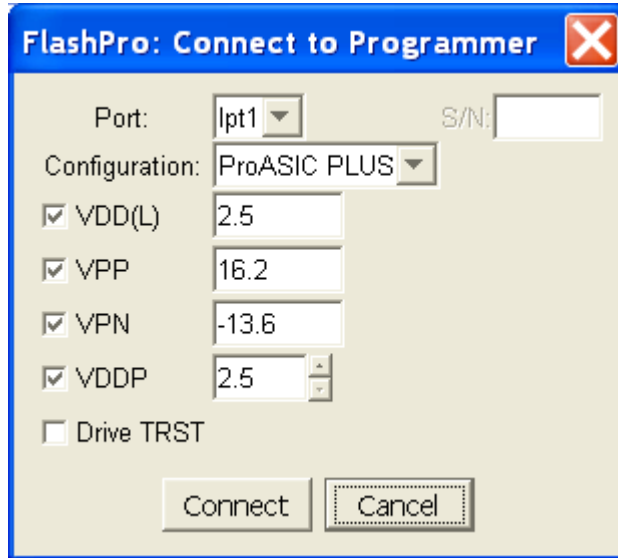 FlashPro: Connect to Programmer
Port: lpt1 S/N:
Configuration: ProASIC PLUS
VDD(L) 2.5
VPP 16.2
VPN -13.6
VDDP 2.5
Drive TRST
Connect Cancel